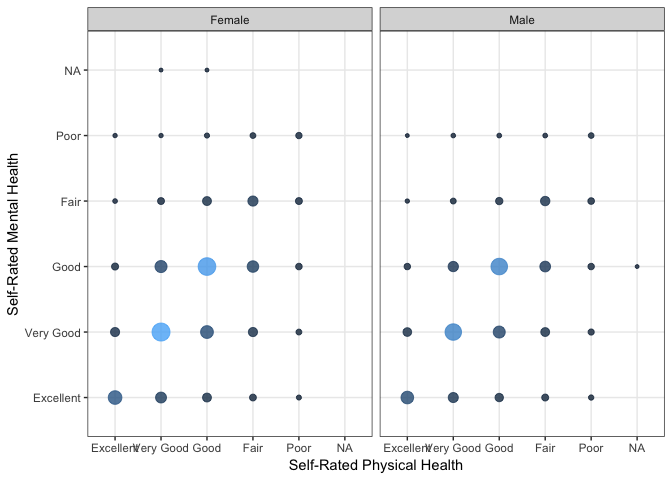 Female Male
NA
Poor
Fair
Good
Very Good
Excellent
Self-Rated Mental Health
Excellent Very Good Good Fair Poor NA Excellent Very Good Good Fair Poor NA
Self-Rated Physical Health